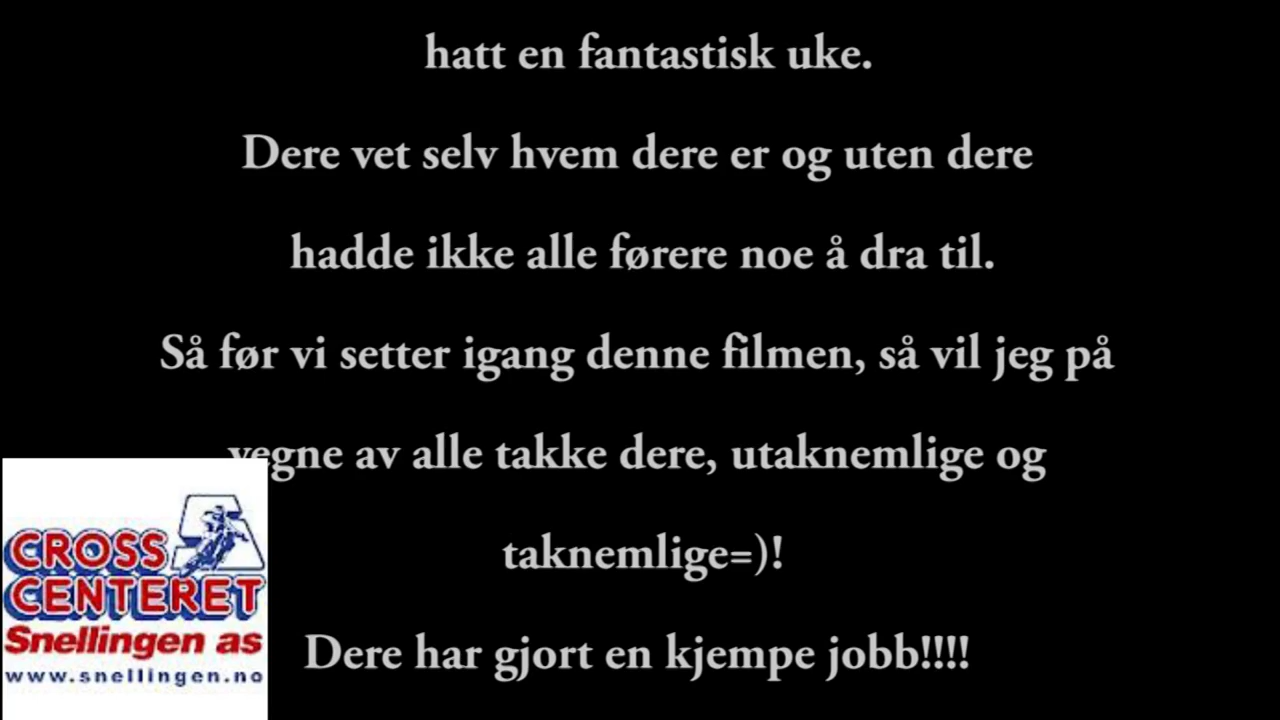 hatt en fantastisk uke.
Dere vet selv hvem dere er og uten dere
hadde ikke alle førere noe å dra til.
Så før vi setter igang denne filmen, så vil jeg på
vegne av alle takke dere, utaknemlige og
taknemlige=)!
Dere har gjort en kjempe jobb!!!!
CROSS
CENTERET
Snellingen as
www.snellingen.no